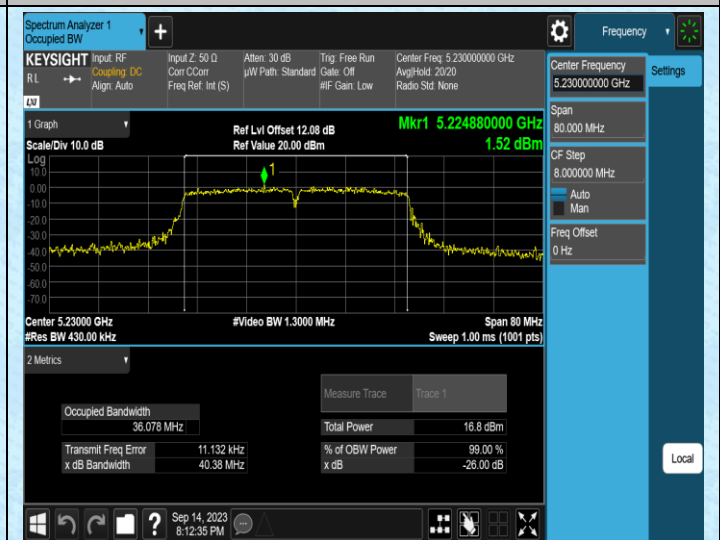 Spectrum Analyzer 1
Occupied BW
+
Frequency
KEYSIGHT Input: RF Input Z: 50 Ω Atten: 30 dB Trig: Free Run Center Freq: 5.230000000 GHz
RL Coupling: DC Corr CCorr µW Path: Standard Gate: Off Avg|Hold: 20/20
Align: Auto Freq Ref: Int (S) #IF Gain: Low Radio Std: None
LXI
Center Frequency
5.230000000 GHz
Settings
Span
80.000 MHz
CF Step
8.000000 MHz
Auto
Man
Freq Offset
0 Hz
Local
1 Graph
Ref Lvl Offset 12.08 dB
Mkr1 5.224880000 GHz
Scale/Div 10.0 dB
Ref Value 20.00 dBm
1.52 dBm
Log
10.0
0.00
-10.0
-20.0
-30.0
-40.0
-50.0
-60.0
-70.0
1
Center 5.23000 GHz #Video BW 1.3000 MHz Span 80 MHz
#Res BW 430.00 kHz Sweep 1.00 ms (1001 pts)
2 Metrics
Measure Trace Trace 1
Occupied Bandwidth
36.078 MHz
Total Power 16.8 dBm
Transmit Freq Error 11.132 kHz
% of OBW Power 99.00 %
x dB Bandwidth 40.38 MHz
x dB -26.00 dB
?
Sep 14, 2023
8:12:35 PM